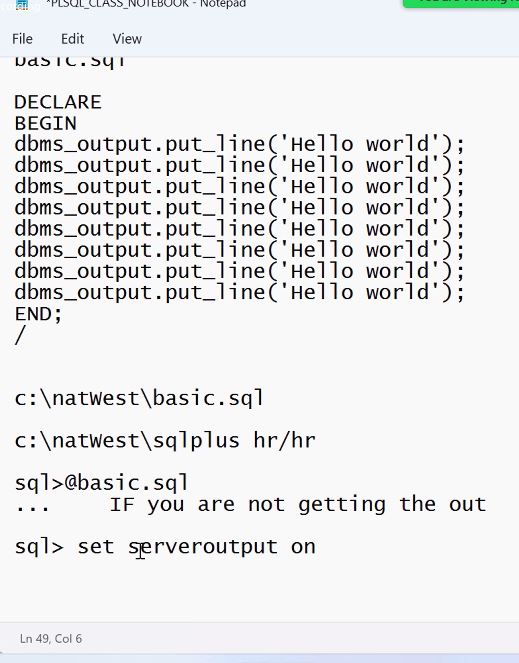 *PLSQL_CLASS_NOTEBOOK - Notepad
File Edit View
basic.sql
DECLARE
BEGIN
dbms_output.put_line('Hello world');
dbms_output.put_line('Hello world');
dbms_output.put_line('Hello world');
dbms_output.put_line('Hello world');
dbms_output.put_line('Hello world');
dbms_output.put_line('Hello world');
dbms_output.put_line('Hello world');
dbms_output.put_line('Hello world');
END;
/
c:\natWest\basic.sql
c:\natWest\sqlplus hr/hr
sql>@basic.sql
... IF you are not getting the out
sql> set serveroutput on
Ln 49, Col 6